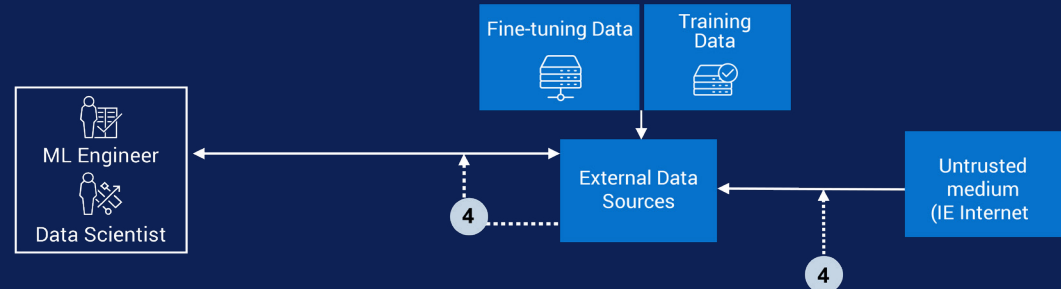 Fine-tuning Data
Training
Data
ML Engineer
Data Scientist
4
External Data
Sources
Untrusted
medium
(IE Internet
4